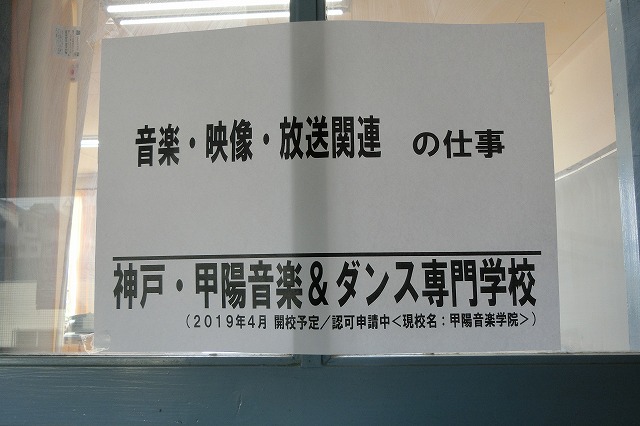 音楽・映像・放送関連 の仕事
神戸・甲陽音楽＆ダンス専門学校
（２０１９年４月 開校予定／認可申請中＜現校名：甲陽音楽学院＞）